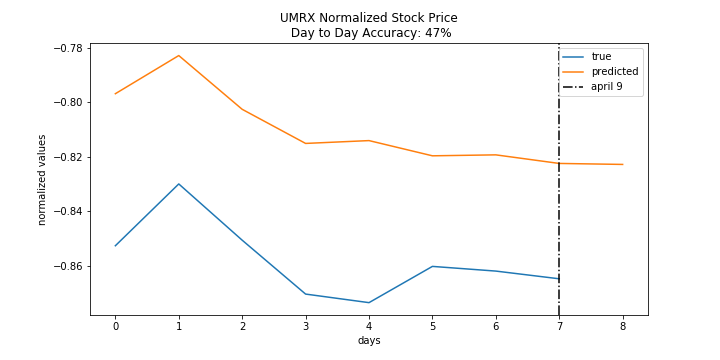 UMRX Normalized Stock Price
Day to Day Accuracy: 47%
−0.78
−0.80
−0.82
−0.84
−0.86
normalized values
true
predicted
april 9
0 1 2 3 4 5 6 7 8
days